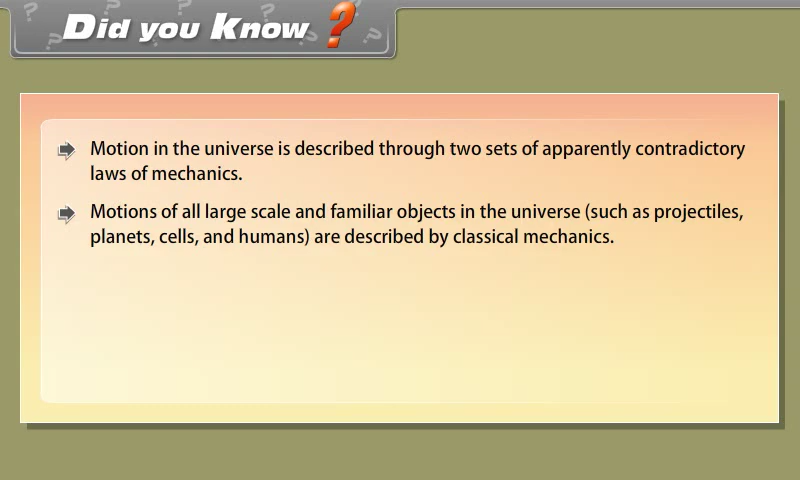 Did you Know?
Motion in the universe is described through two sets of apparently contradictory
laws of mechanics.
Motions of all large scale and familiar objects in the universe (such as projectiles,
planets, cells, and humans) are described by classical mechanics.